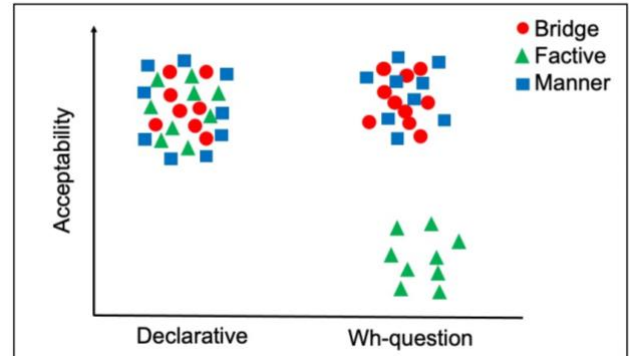 Bridge
Factive
Manner
Acceptability
Declarative
Wh-question